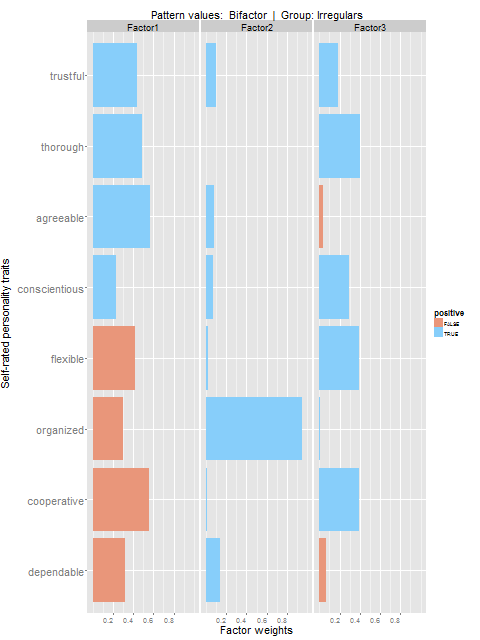 Pattern values: Bifactor | Group: Irregulars
Factor1 Factor2 Factor3
trustful
thorough
agreeable
conscientious
flexible
organized
cooperative
dependable
Self-rated personality traits
0.2 0.4 0.6 0.8 0.2 0.4 0.6 0.8 0.2 0.4 0.6 0.8
Factor weights
positive
FALSE
TRUE